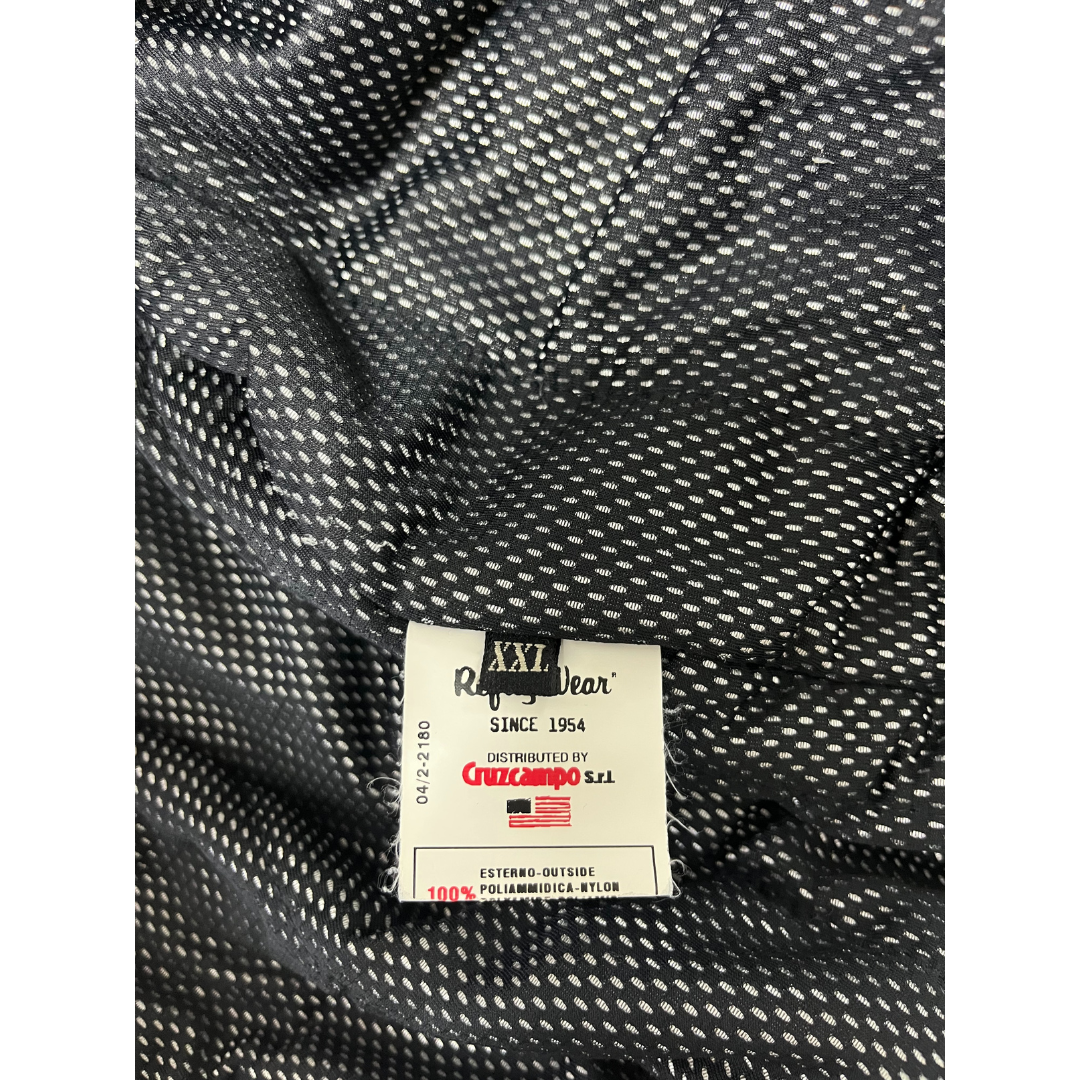 XXL
SINCE 1954
DISTRIBUTED BY
Cruzcampo S.r.l
04/2-2180
ESTERNO-OUTSIDE
100% POLIAMMIDICA-NYLON